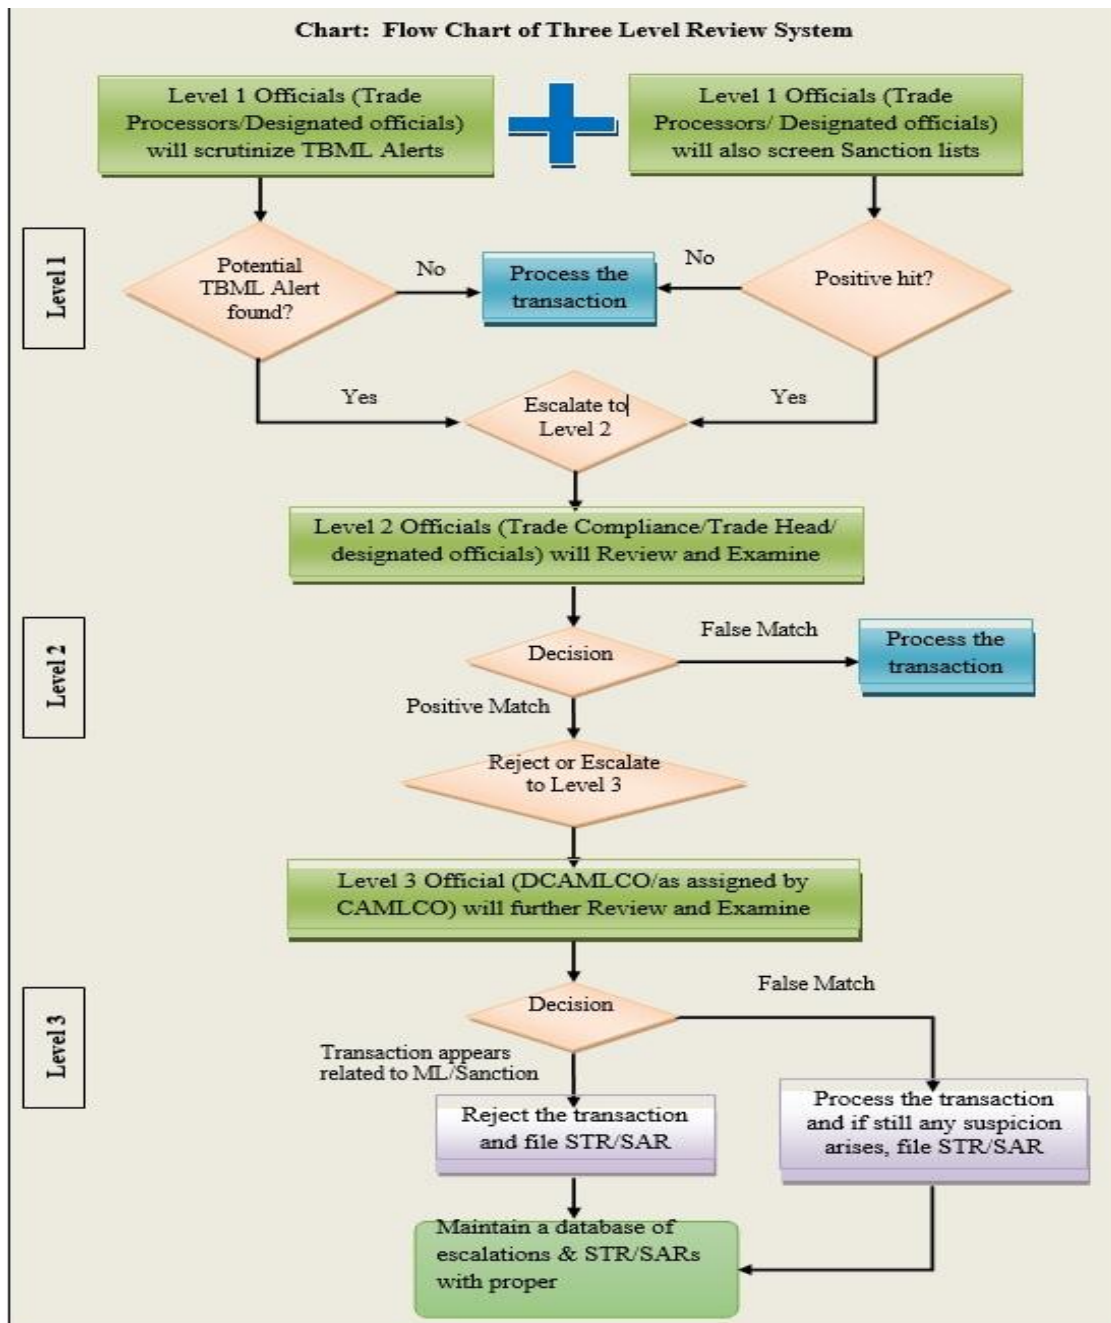 Chart: Flow Chart of Three Level Review System
Level 1 Officials (Trade
Processors/Designated officials)
will scrutinize TBML Alerts
Level 1 Officials (Trade
Processors/ Designated officials)
will also screen Sanction lists
Level 1
Potential
TBML Alert
found?
No
Process the
transaction
No
Positive hit?
Yes
Escalate to
Level 2
Yes
Level 2 Officials (Trade Compliance/Trade Head/
designated officials) will Review and Examine
Level 2
Decision
False Match
Process the
transaction
Positive Match
Reject or Escalate
to Level 3
Level 3 Official (DCAMLCO/as assigned by
CAMLCO) will further Review and Examine
Level 3
Decision
False Match
Transaction appears
related to ML/Sanction
Reject the transaction
and file STR/SAR
Process the transaction
and if still any suspicion
arises, file STR/SAR
Maintain a database of
escalations & STR/SARs
with proper